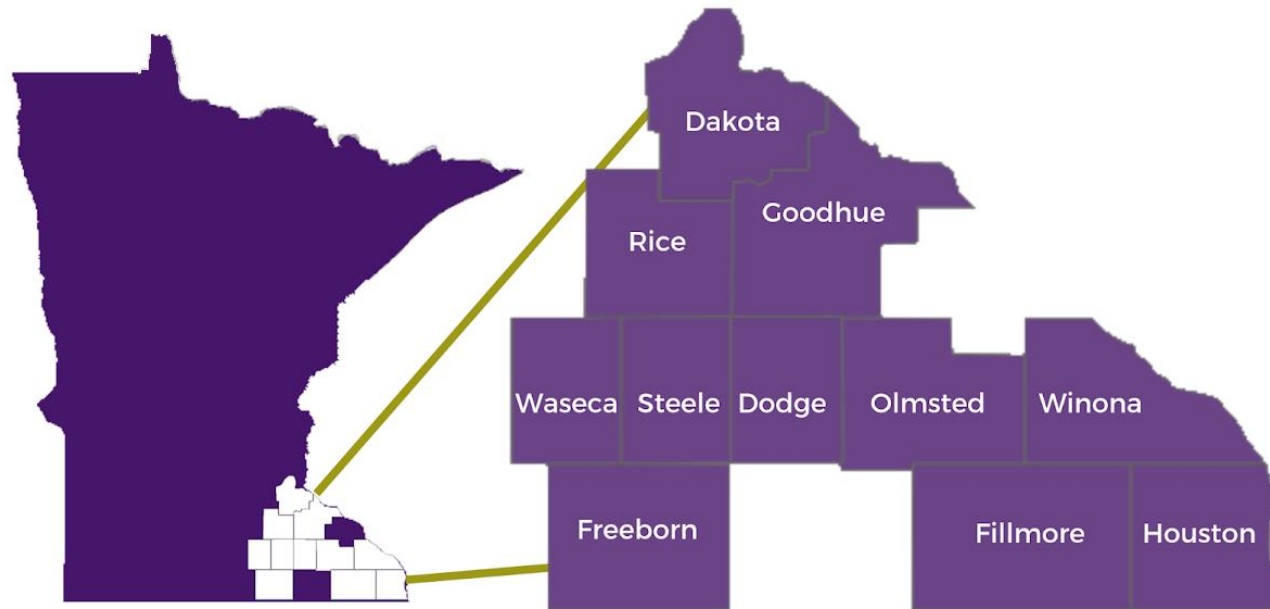 Dakota
Goodhue
Rice
Waseca
Steele
Dodge
Olmsted
Winona
Freeborn
Fillmore
Houston